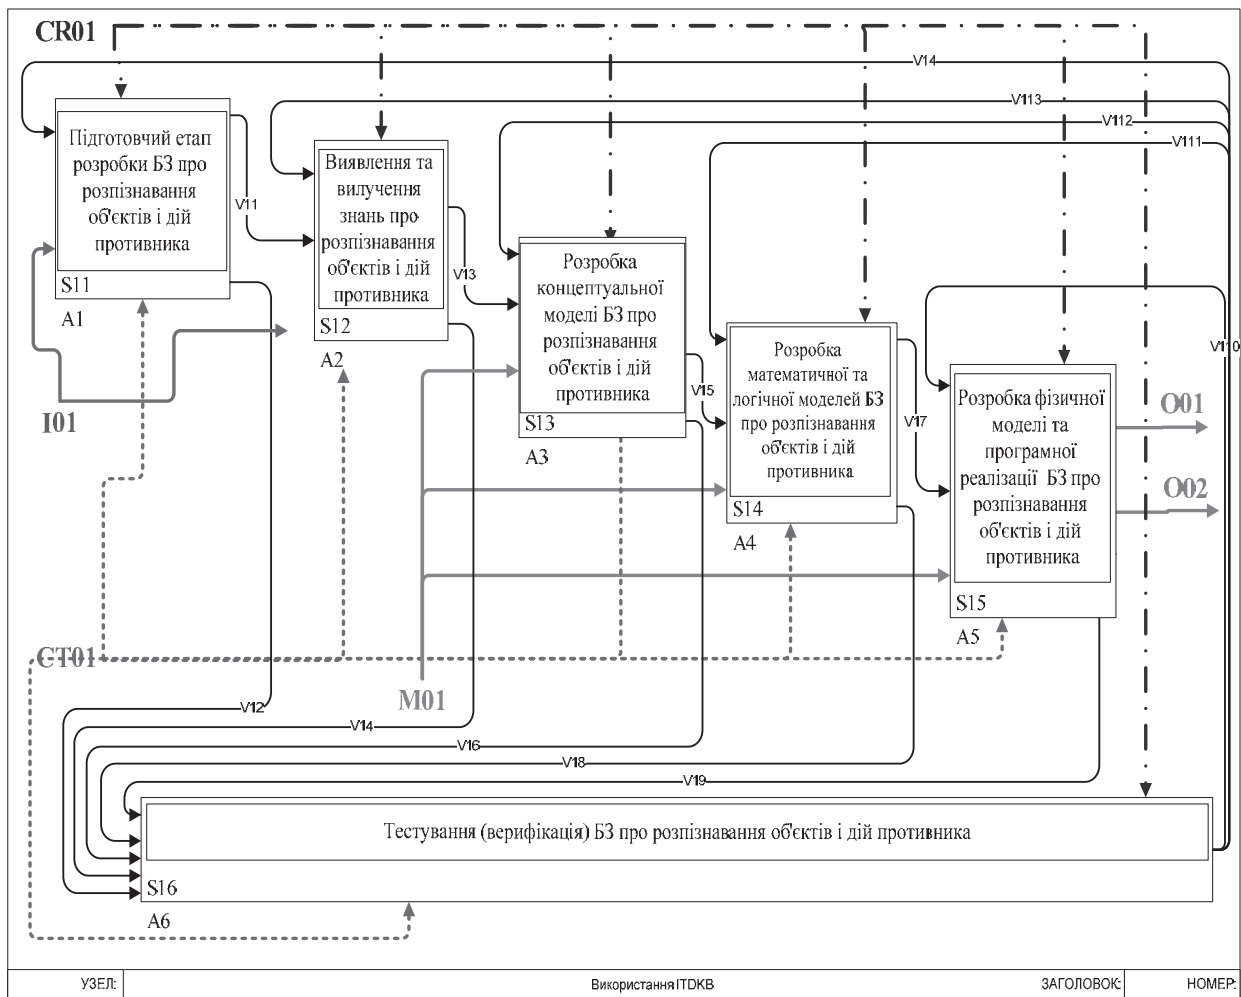 CR01
V14
V113
V112
V111
Підготовчий етап
розробки БЗ про
розпізнавання
об'єктів і дій
противника
S11
A1
V11
Виявлення та
вилучення
знань про
розпізнавання
об'єктів і дій
противника
S12
A2
V13
Розробка
концептуальної
моделі БЗ про
розпізнавання
об'єктів і дій
противника
S13
A3
V15
Розробка
математичної та
логічної моделей БЗ
про розпізнавання
об'єктів і дій
противника
S14
A4
V17
V110
Розробка фізичної
моделі та
програмної
реалізації БЗ про
розпізнавання
об'єктів і дій
противника
S15
A5
I01
O01
O02
CT01
M01
V12
V14
V16
V18
V19
Тестування (верифікація) БЗ про розпізнавання об'єктів і дій противника
S16
A6
УЗЕЛ:
Використання ITDKB
ЗАГОЛОВОК:
НОМЕР: